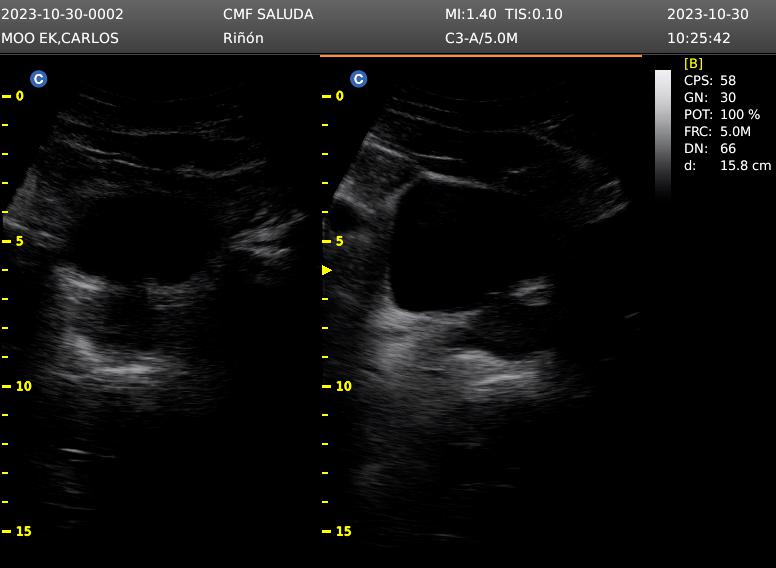 2023-10-30-0002 CMF SALUDA MI:1.40 TIS:0.10 2023-10-30
MOO EK,CARLOS Riñón C3-A/5.0M 10:25:42
C C
[B]
CPS: 58
GN: 30
POT: 100 %
FRC: 5.0M
DN: 66
d: 15.8 cm
0 0
5 5
10 10
15 15